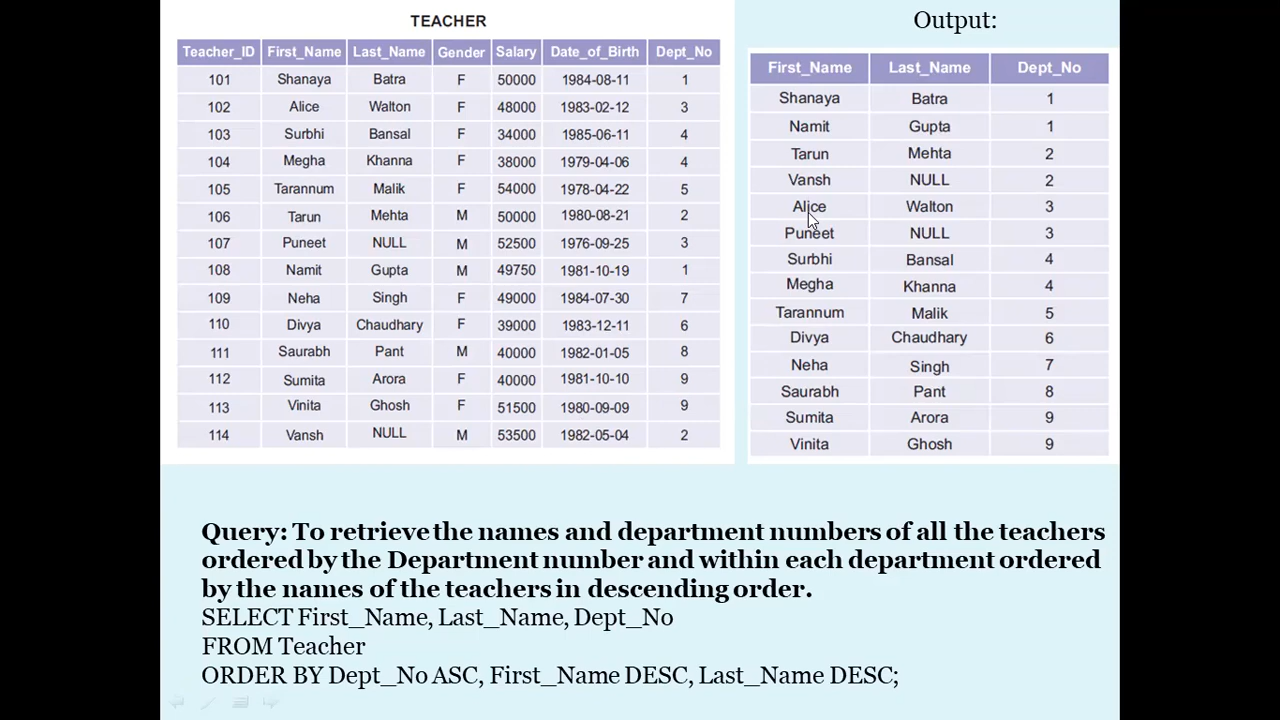 TEACHER
Teacher_ID First_Name Last_Name Gender Salary Date_of_Birth Dept_No
101 Shanaya Batra F 50000 1984-08-11 1
102 Alice Walton F 48000 1983-02-12 3
103 Surbhi Bansal F 34000 1985-06-11 4
104 Megha Khanna F 38000 1979-04-06 4
105 Tarannum Malik F 54000 1978-04-22 5
106 Tarun Mehta M 50000 1980-08-21 2
107 Puneet NULL M 52500 1976-09-25 3
108 Namit Gupta M 49750 1981-10-19 1
109 Neha Singh F 49000 1984-07-30 7
110 Divya Chaudhary F 39000 1983-12-11 6
111 Saurabh Pant M 40000 1982-01-05 8
112 Sumita Arora F 40000 1981-10-10 9
113 Vinita Ghosh F 51500 1980-09-09 9
114 Vansh NULL M 53500 1982-05-04 2
Output:
First_Name Last_Name Dept_No
Shanaya Batra 1
Namit Gupta 1
Tarun Mehta 2
Vansh NULL 2
Alice Walton 3
Puneet NULL 3
Surbhi Bansal 4
Megha Khanna 4
Tarannum Malik 5
Divya Chaudhary 6
Neha Singh 7
Saurabh Pant 8
Sumita Arora 9
Vinita Ghosh 9
Query: To retrieve the names and department numbers of all the teachers
ordered by the Department number and within each department ordered
by the names of the teachers in descending order.
SELECT First_Name, Last_Name, Dept_No
FROM Teacher
ORDER BY Dept_No ASC, First_Name DESC, Last_Name DESC;